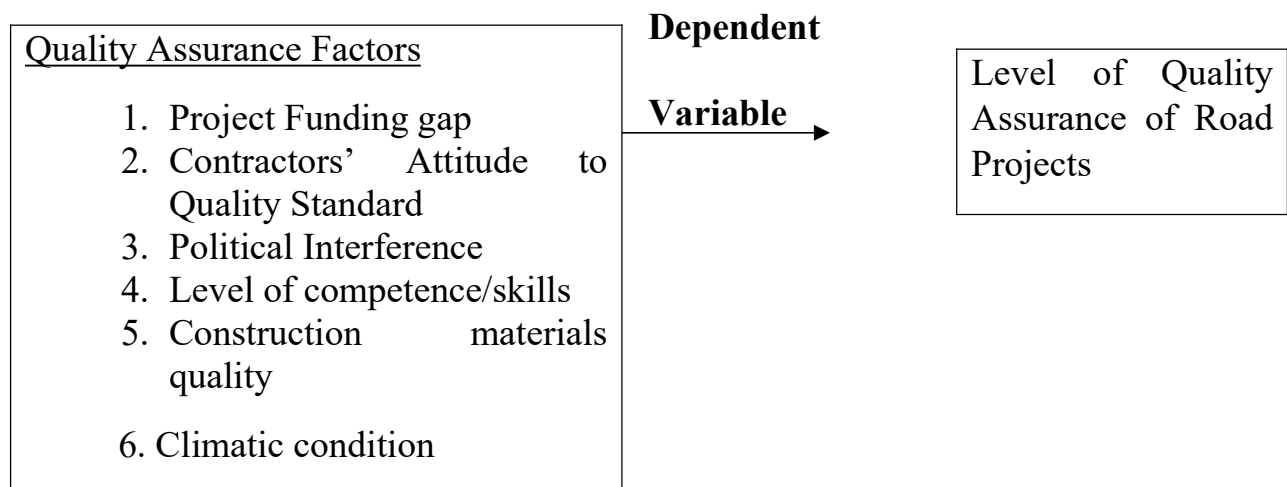 Quality Assurance Factors
1. Project Funding gap
2. Contractors’ Attitude to
Quality Standard
3. Political Interference
4. Level of competence/skills
5. Construction materials
quality
6. Climatic condition
Dependent
Variable
Level of Quality
Assurance of Road
Projects